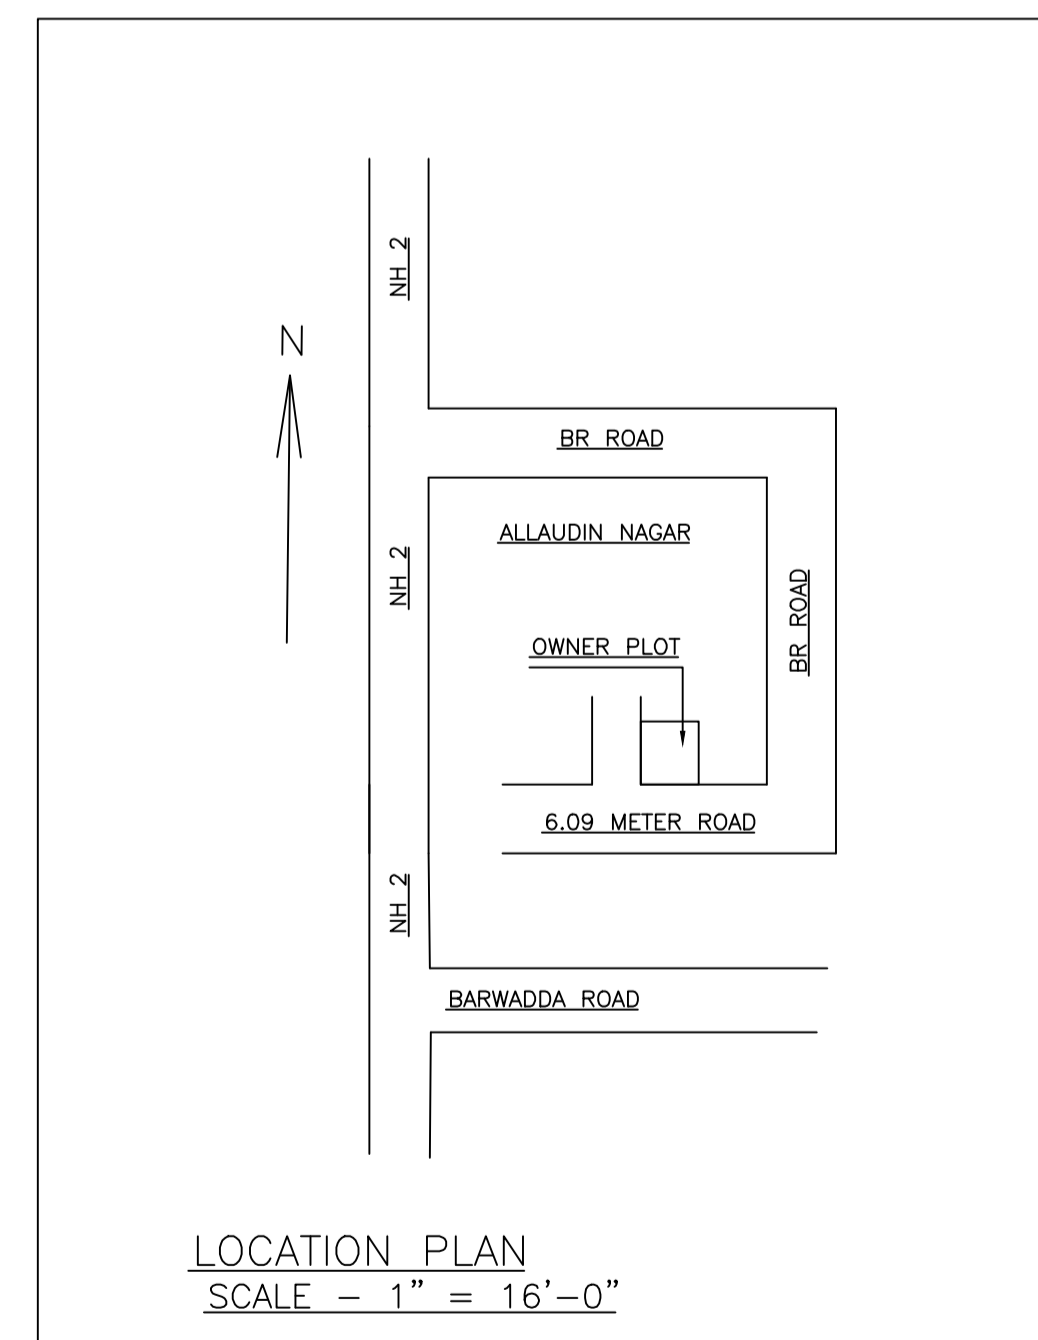 NH 2
N
BR ROAD
ALLAUDIN NAGAR
NH 2
BR ROAD
OWNER PLOT
6.09 METER ROAD
NH 2
BARWADDA ROAD
LOCATION PLAN
SCALE - 1" = 16'-0"